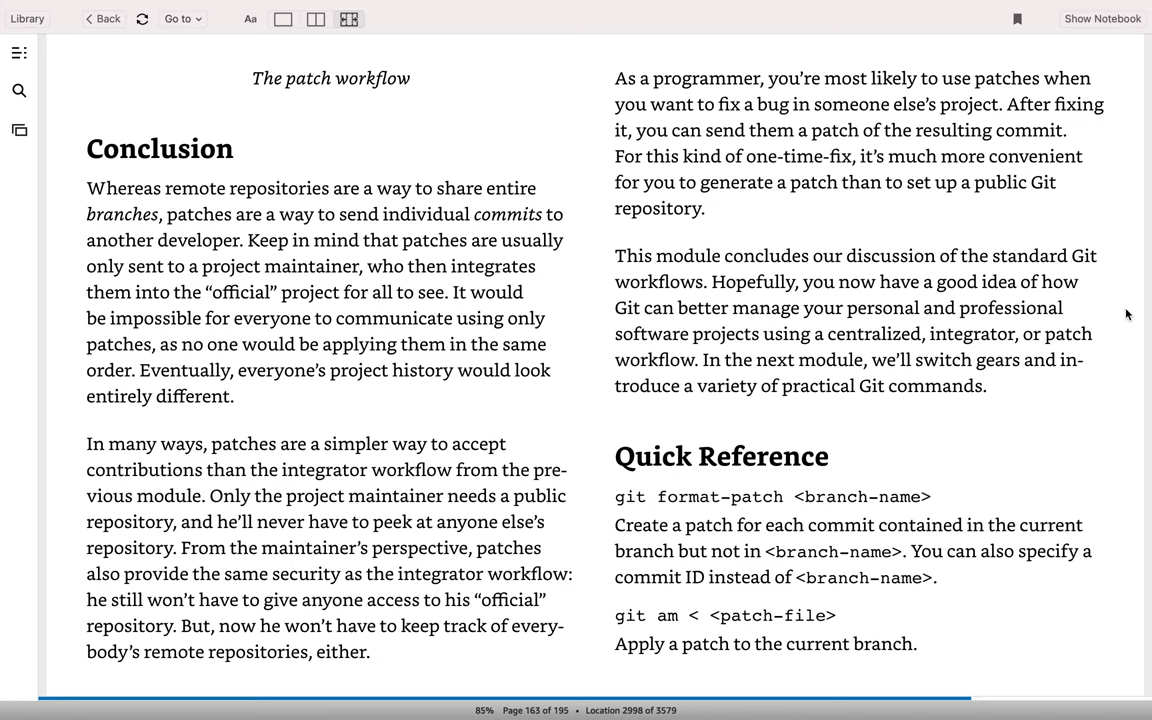 Library
Back
Go to
Aa
Show Notebook
The patch workflow
Conclusion
Whereas remote repositories are a way to share entire
branches, patches are a way to send individual commits to
another developer. Keep in mind that patches are usually
only sent to a project maintainer, who then integrates
them into the “official” project for all to see. It would
be impossible for everyone to communicate using only
patches, as no one would be applying them in the same
order. Eventually, everyone’s project history would look
entirely different.
In many ways, patches are a simpler way to accept
contributions than the integrator workflow from the pre-
vious module. Only the project maintainer needs a public
repository, and he’ll never have to peek at anyone else’s
repository. From the maintainer’s perspective, patches
also provide the same security as the integrator workflow:
he still won’t have to give anyone access to his “official”
repository. But, now he won’t have to keep track of every-
body’s remote repositories, either.
As a programmer, you’re most likely to use patches when
you want to fix a bug in someone else’s project. After fixing
it, you can send them a patch of the resulting commit.
For this kind of one-time-fix, it’s much more convenient
for you to generate a patch than to set up a public Git
repository.
This module concludes our discussion of the standard Git
workflows. Hopefully, you now have a good idea of how
Git can better manage your personal and professional
software projects using a centralized, integrator, or patch
workflow. In the next module, we’ll switch gears and in-
troduce a variety of practical Git commands.
Quick Reference
git format-patch <branch-name>
Create a patch for each commit contained in the current
branch but not in <branch-name>. You can also specify a
commit ID instead of <branch-name>.
git am < <patch-file>
Apply a patch to the current branch.
85% Page 163 of 195 • Location 2998 of 3579